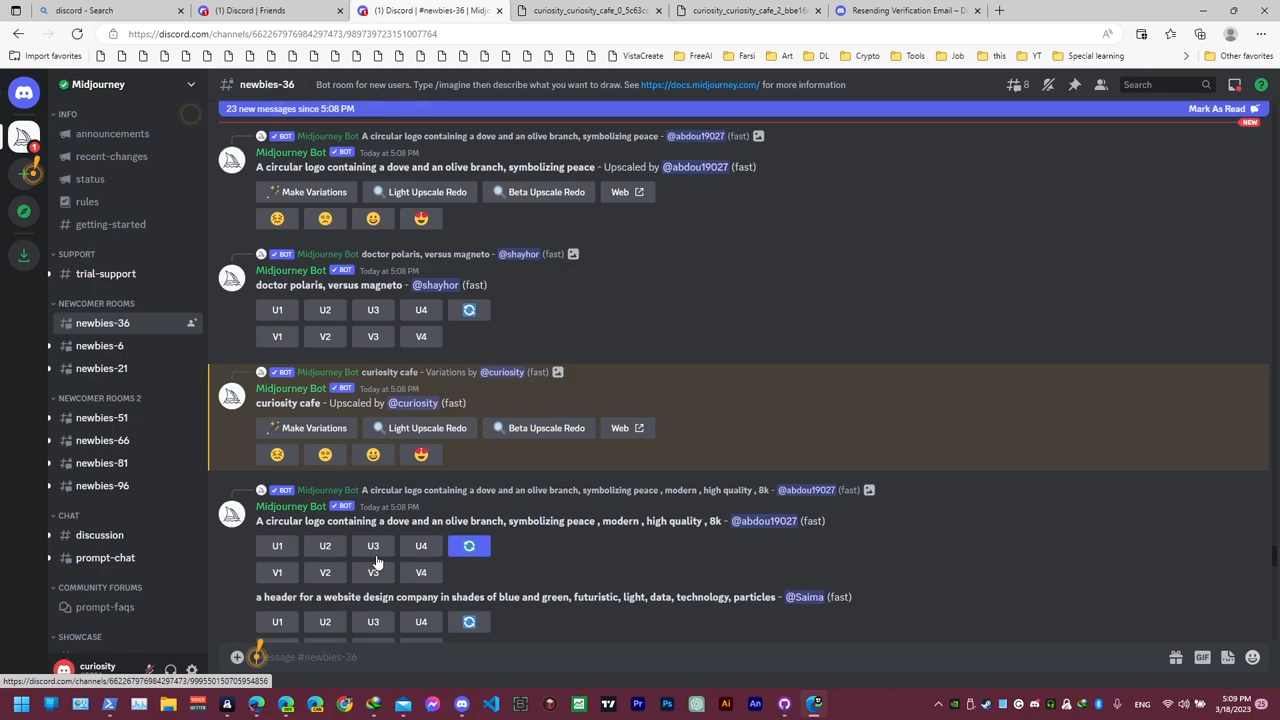 discord - Search
(1) Discord | Friends
(1) Discord | #newbies-36 | Midjc
curiosity_curiosity_cafe_0_5c63c
curiosity_curiosity_cafe_2_bbe16
Resending Verification Email – D
https://discord.com/channels/662267976984297473/989739723151007764
Import favorites
VistaCreate
FreeAI
Farsi
Art
DL
Crypto
Tools
Job
this
YT
Special learning
Other favorites
Midjourney
newbies-36
Bot room for new users. Type /imagine then describe what you want to draw. See https://docs.midjourney.com/ for more information
8
Search
23 new messages since 5:08 PM
Mark As Read
NEW
INFO
announcements
recent-changes
status
rules
getting-started
SUPPORT
trial-support
NEWCOMER ROOMS
newbies-36
newbies-6
newbies-21
NEWCOMER ROOMS 2
newbies-51
newbies-66
newbies-81
newbies-96
CHAT
discussion
prompt-chat
COMMUNITY FORUMS
prompt-faqs
SHOWCASE
curiosity
1
BOT Midjourney Bot A circular logo containing a dove and an olive branch, symbolizing peace - @abdou19027 (fast)
Midjourney Bot BOT Today at 5:08 PM
A circular logo containing a dove and an olive branch, symbolizing peace - Upscaled by @abdou19027 (fast)
Make Variations Light Upscale Redo Beta Upscale Redo Web
BOT Midjourney Bot doctor polaris, versus magneto - @shayhor (fast)
Midjourney Bot BOT Today at 5:08 PM
doctor polaris, versus magneto - @shayhor (fast)
U1 U2 U3 U4
V1 V2 V3 V4
BOT Midjourney Bot curiosity cafe - Variations by @curiosity (fast)
Midjourney Bot BOT Today at 5:08 PM
curiosity cafe - Upscaled by @curiosity (fast)
Make Variations Light Upscale Redo Beta Upscale Redo Web
BOT Midjourney Bot A circular logo containing a dove and an olive branch, symbolizing peace , modern , high quality , 8k - @abdou19027 (fast)
Midjourney Bot BOT Today at 5:08 PM
A circular logo containing a dove and an olive branch, symbolizing peace , modern , high quality , 8k - @abdou19027 (fast)
U1 U2 U3 U4
V1 V2 V3 V4
a header for a website design company in shades of blue and green, futuristic, light, data, technology, particles - @Saima (fast)
U1 U2 U3 U4
Message #newbies-36
GIF
https://discord.com/channels/662267976984297473/999550150705954856
5:09 PM
3/18/2023